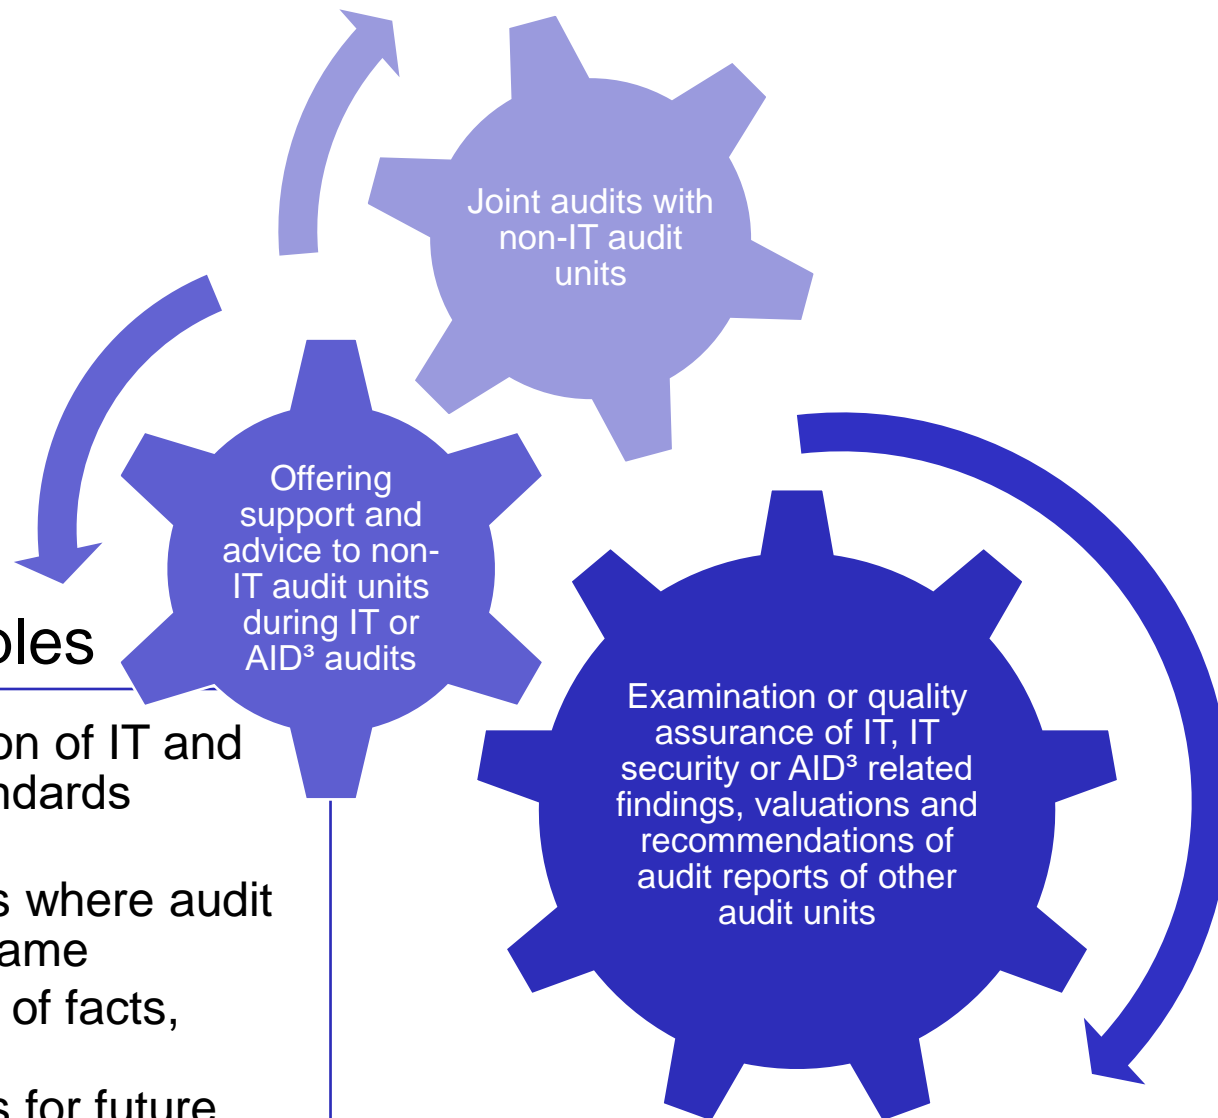 Joint audits with
non-IT audit
units
Offering
support and
advice to non-
IT audit units
during IT or
AID³ audits
Examination or quality
assurance of IT, IT
security or AID³ related
findings, valuations and
recommendations of
audit reports of other
audit units
oles
on of IT and
ndards
s where audit
ame
of facts,
s for future